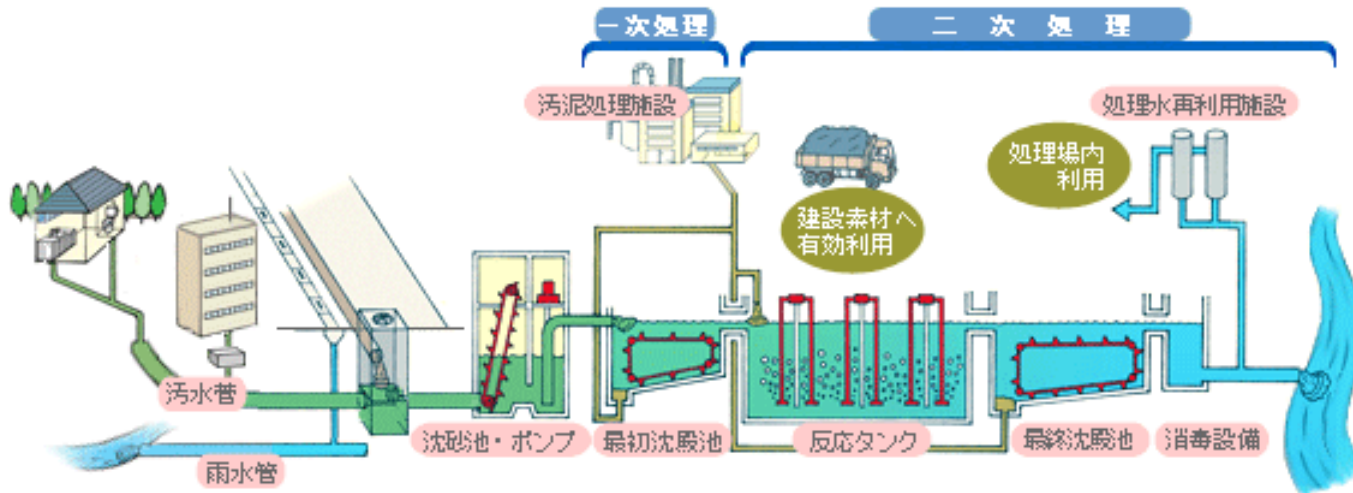 一次処理
二次処理
汚泥処理施設
処理水再利用施設
処理場内
利用
建設素材へ
有効利用
汚水管
雨水管
沈砂池・ポンプ
最初沈殿池
反応タンク
最終沈殿池
消毒設備